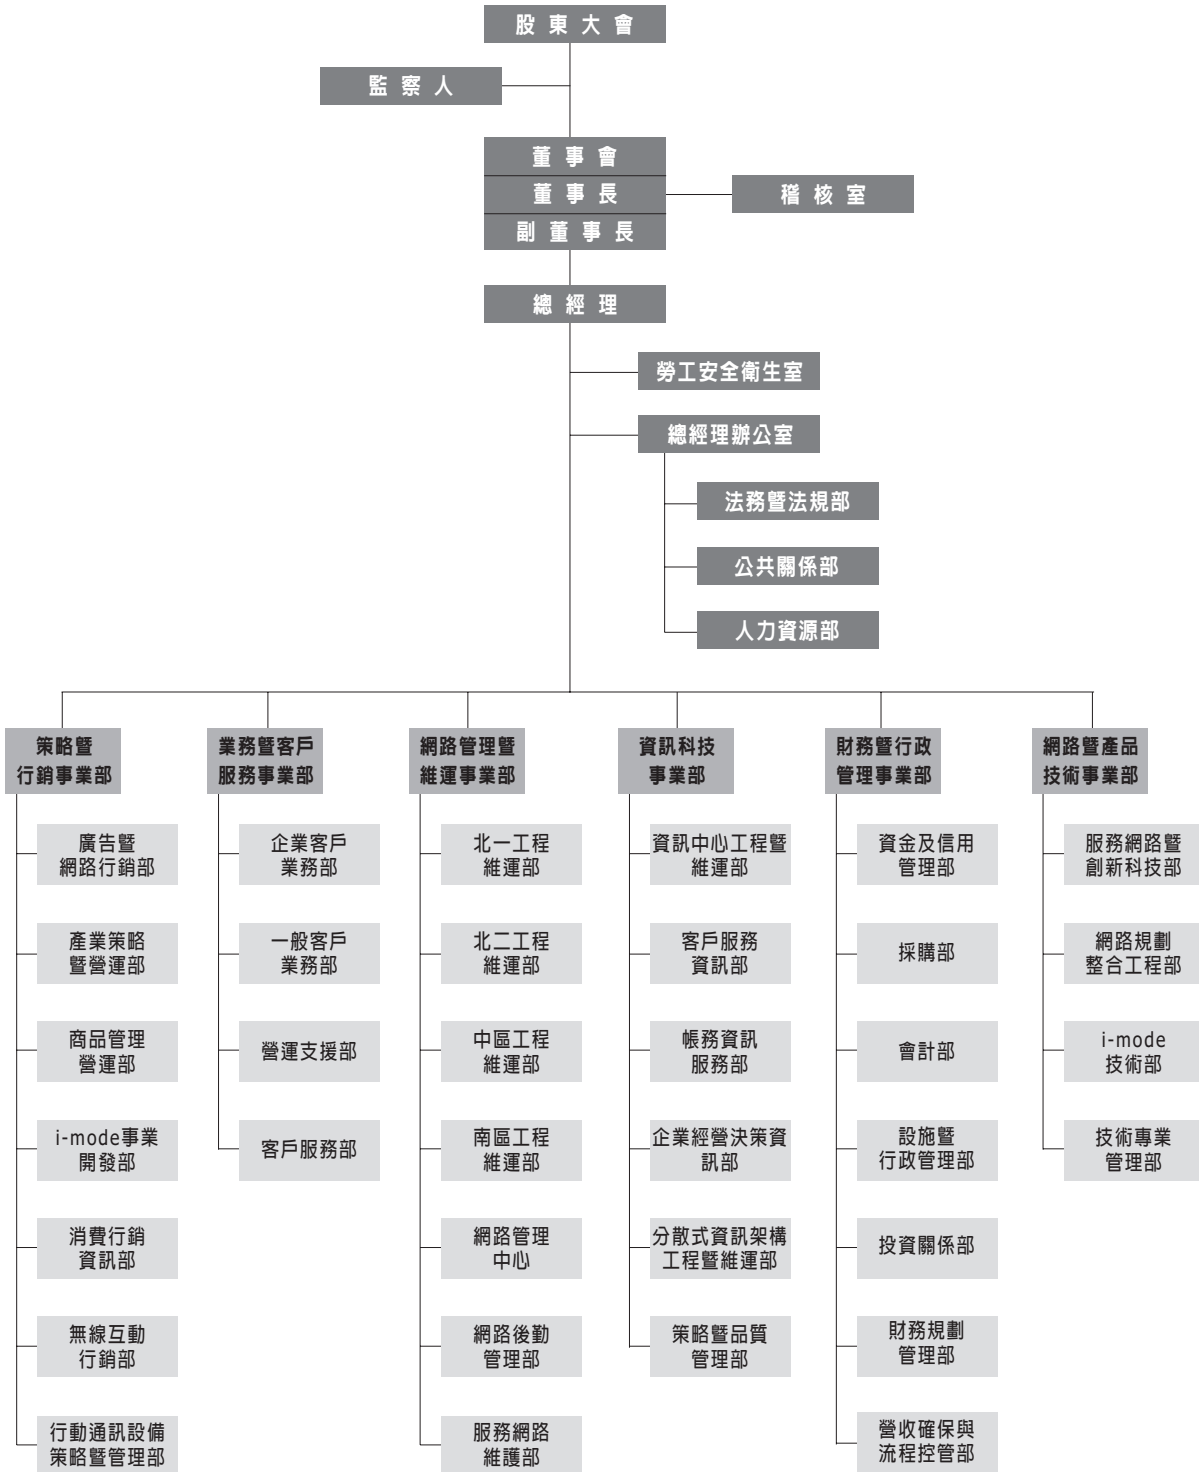 股東大會
監察人
董事會
董事長
副董事長
稽核室
總經理
勞工安全衛生室
總經理辦公室
法務暨法規部
公共關係部
人力資源部
策略暨
行銷事業部
廣告暨
網路行銷部
產業策略
暨營運部
商品管理
營運部
i-mode事業
開發部
消費行銷
資訊部
無線互動
行銷部
行動通訊設備
策略暨管理部
業務暨客戶
服務事業部
企業客戶
業務部
一般客戶
業務部
營運支援部
客戶服務部
網路管理暨
維運事業部
北一工程
維運部
北二工程
維運部
中區工程
維運部
南區工程
維運部
網路管理
中心
網路後勤
管理部
服務網路
維護部
資訊科技
事業部
資訊中心工程暨
維運部
客戶服務
資訊部
帳務資訊
服務部
企業經營決策資
訊部
分散式資訊架構
工程暨維運部
策略暨品質
管理部
財務暨行政
管理事業部
資金及信用
管理部
採購部
會計部
設施暨
行政管理部
投資關係部
財務規劃
管理部
營收確保與
流程控管部
網路暨產品
技術事業部
服務網路暨
創新科技部
網路規劃
整合工程部
i-mode
技術部
技術專業
管理部